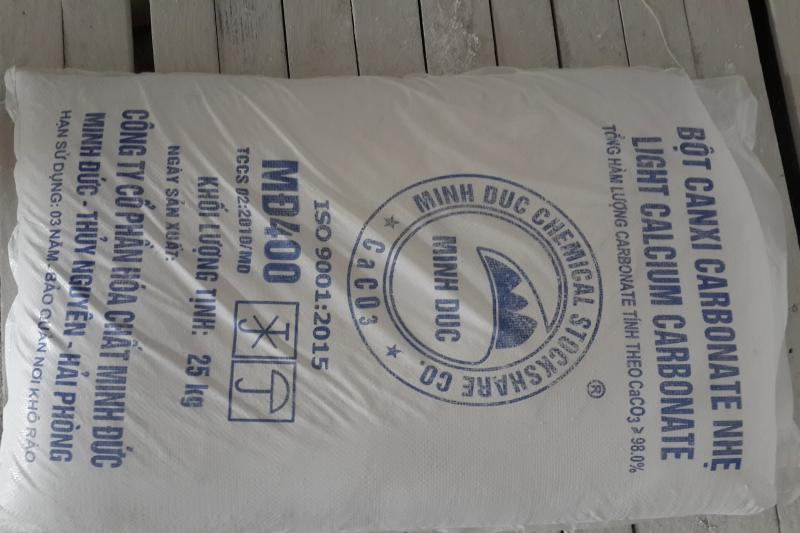 BỘT CANXI CARBONATE NHẸ
LIGHT CALCIUM CARBONATE
TỔNG HÀM LƯỢNG CARBONATE TÍNH THEO CaCO3 ≥ 98.0%
®
MINH DUC CHEMICAL STOCKSHARE CO.
MINH DUC
★ CaCO3 ★
ISO 9001:2015
MĐ400
TCCS 02:2010/MD
KHỐI LƯỢNG TỊNH: 25 kg
NGÀY SẢN XUẤT:
CÔNG TY CỔ PHẦN HÓA CHẤT MINH ĐỨC
MINH ĐỨC - THỦY NGUYÊN - HẢI PHÒNG
HẠN SỬ DỤNG: 03 NĂM - BẢO QUẢN NƠI KHÔ RÁO